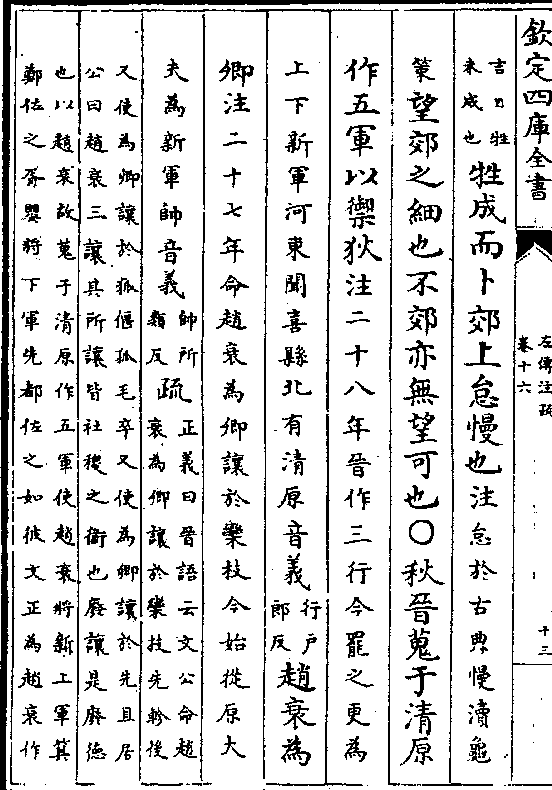 欽定四庫全書
左傳注疏
卷十六
十三
吉日牲
未成也
牲成而卜郊上怠慢也注怠於古典慢瀆龜
策望郊之細也不郊亦無望可也〇秋晉蒐于清原
作五軍以禦狄注二十八年晉作三行今罷之更為
上下新軍河東聞喜縣北有清原音義
行户
郎反
趙衰為
卿注二十七年命趙衰為卿讓於欒枝今始從原大
夫為新軍帥音義
帥所
類反
疏
正義曰晉語云文公命趙
衰為卿讓於欒枝先軫後
又使為卿讓於狐偃狐毛卒又使為卿讓於先且居
公曰趙衰三讓其所讓皆社稷之衞也廢讓是廢徳
也以趙衰故蒐于清原作五軍使趙衰將新上軍箕
鄭佐之胥嬰將下軍先都佐之如彼文正為趙衰作